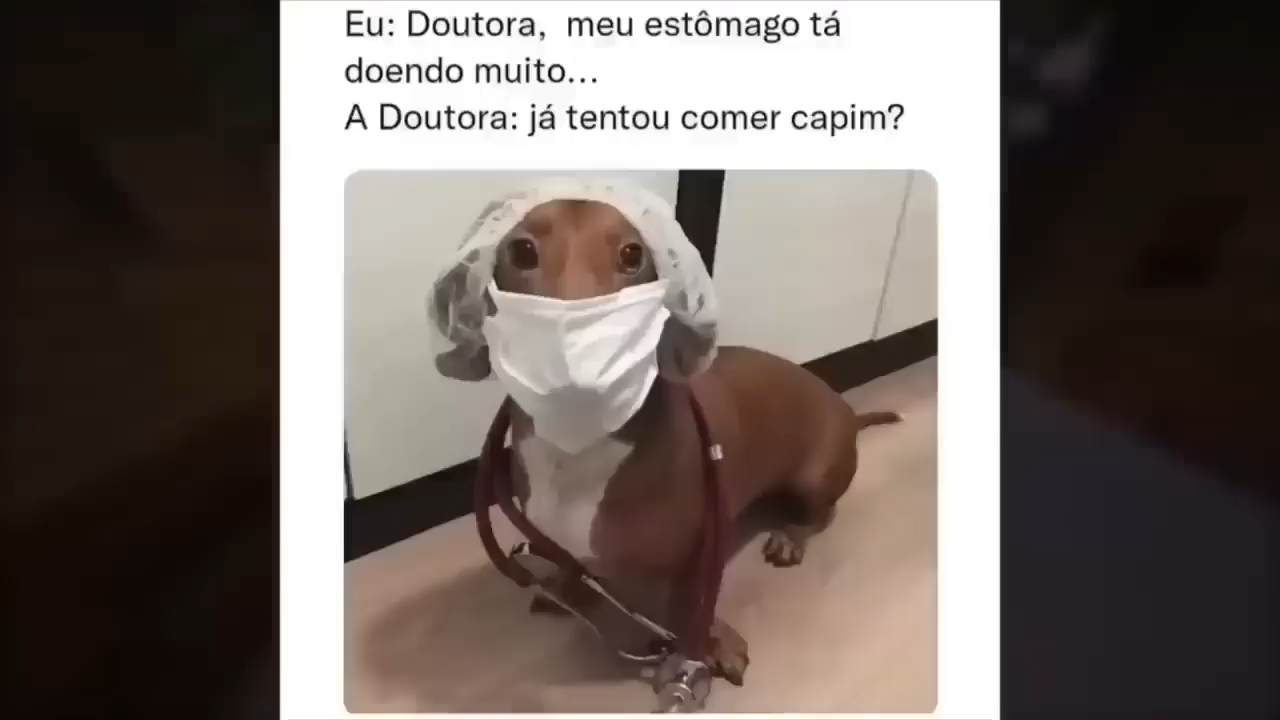 Eu: Doutora, meu estômago tá
doendo muito...
A Doutora: já tentou comer capim?